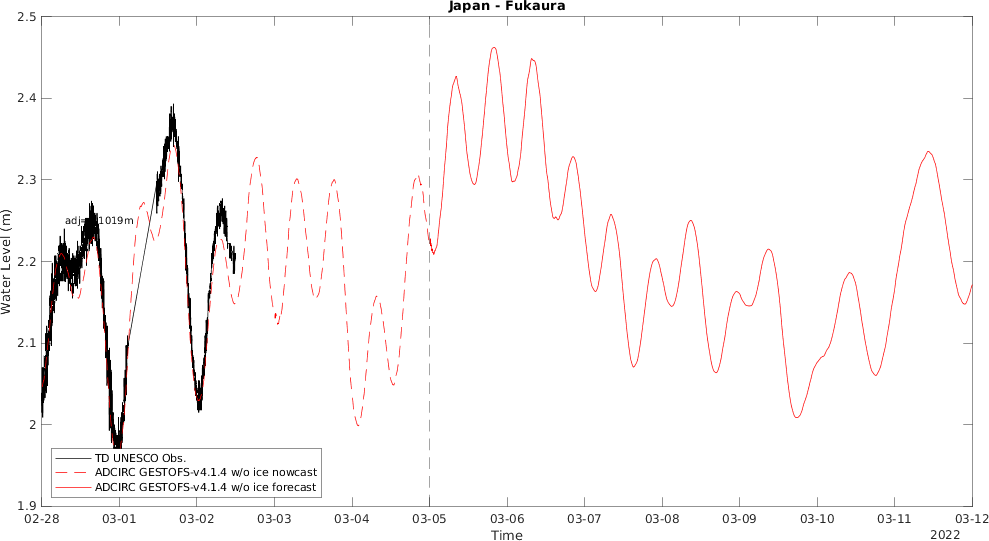 Japan - Fukaura
Water Level (m)
2.5
2.4
2.3
2.2
2.1
2
1.9
TD UNESCO Obs.
ADCIRC GESTOFS-v4.1.4 w/o ice nowcast
ADCIRC GESTOFS-v4.1.4 w/o ice forecast
02-28 03-01 03-02 03-03 03-04 03-05 03-06 03-07 03-08 03-09 03-10 03-11 03-12
Time
2022